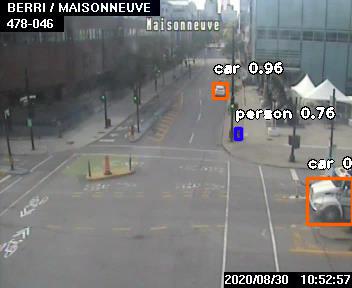 BERRI / MAISONNEUVE
478-046
Maisonneuve
car 0.96
person 0.76
car 0
2020/08/30 10:52:57